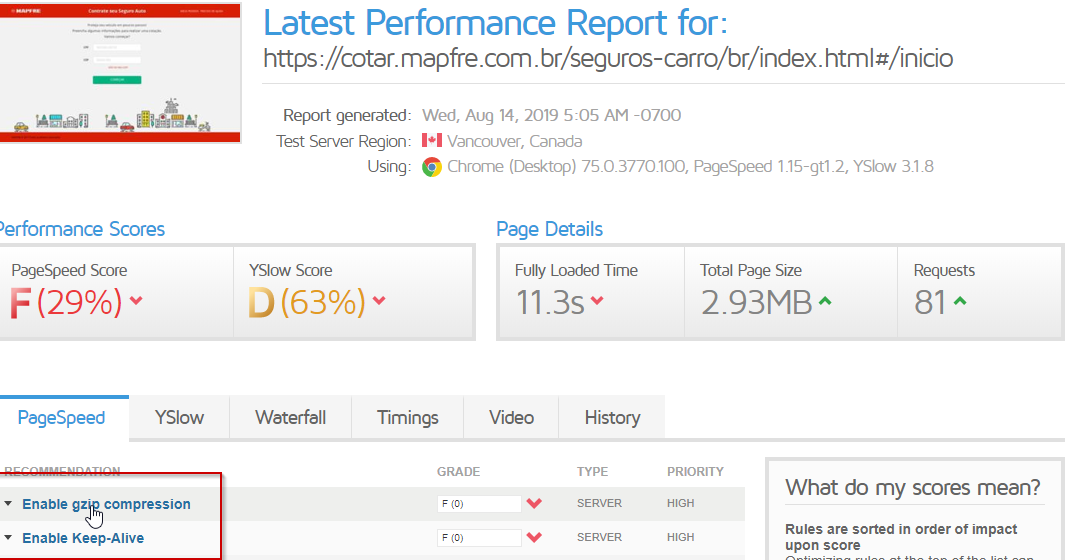 MAPFRE
Contrate seu Seguro Auto
Latest Performance Report for:
https://cotar.mapfre.com.br/seguros-carro/br/index.html#/inicio
Report generated: Wed, Aug 14, 2019 5:05 AM -0700
Test Server Region: Vancouver, Canada
Using: Chrome (Desktop) 75.0.3770.100, PageSpeed 1.15-gt1.2, YSlow 3.1.8
Performance Scores
PageSpeed Score
F (29%)
YSlow Score
D (63%)
Page Details
Fully Loaded Time
11.3s
Total Page Size
2.93MB
Requests
81
PageSpeed YSlow Waterfall Timings Video History
RECOMMENDATION GRADE TYPE PRIORITY
Enable gzip compression F (0) SERVER HIGH
Enable Keep-Alive F (0) SERVER HIGH
What do my scores mean?
Rules are sorted in order of impact
upon score
Optimizing rules at the top of the list can